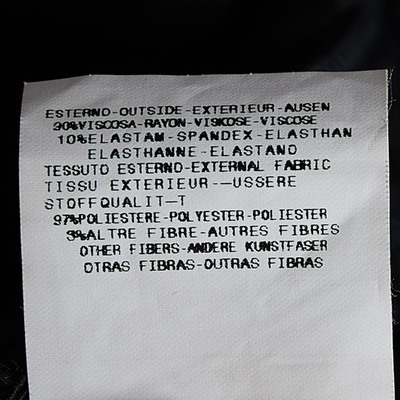 ESTERNO-OUTSIDE-EXTERIEUR-AUSEN
90%VISCOSA-RAYON-VISKOSE-VISCOSE
10%ELASTAM-SPANDEX-ELASTHAN
ELASTHANNE-ELASTAND
TESSUTO ESTERNO-EXTERNAL FABRIC
TISSU EXTERIEUR-—USSERE
STOFFQUALIT—T
97%POLIESTERE-POLYESTER-POLIESTER
3%ALTRE FIBRE-AUTRES FIBRES
OTHER FIBERS-ANDERE KUNSTFASER
OTRAS FIBRAS-OUTRAS FIBRAS